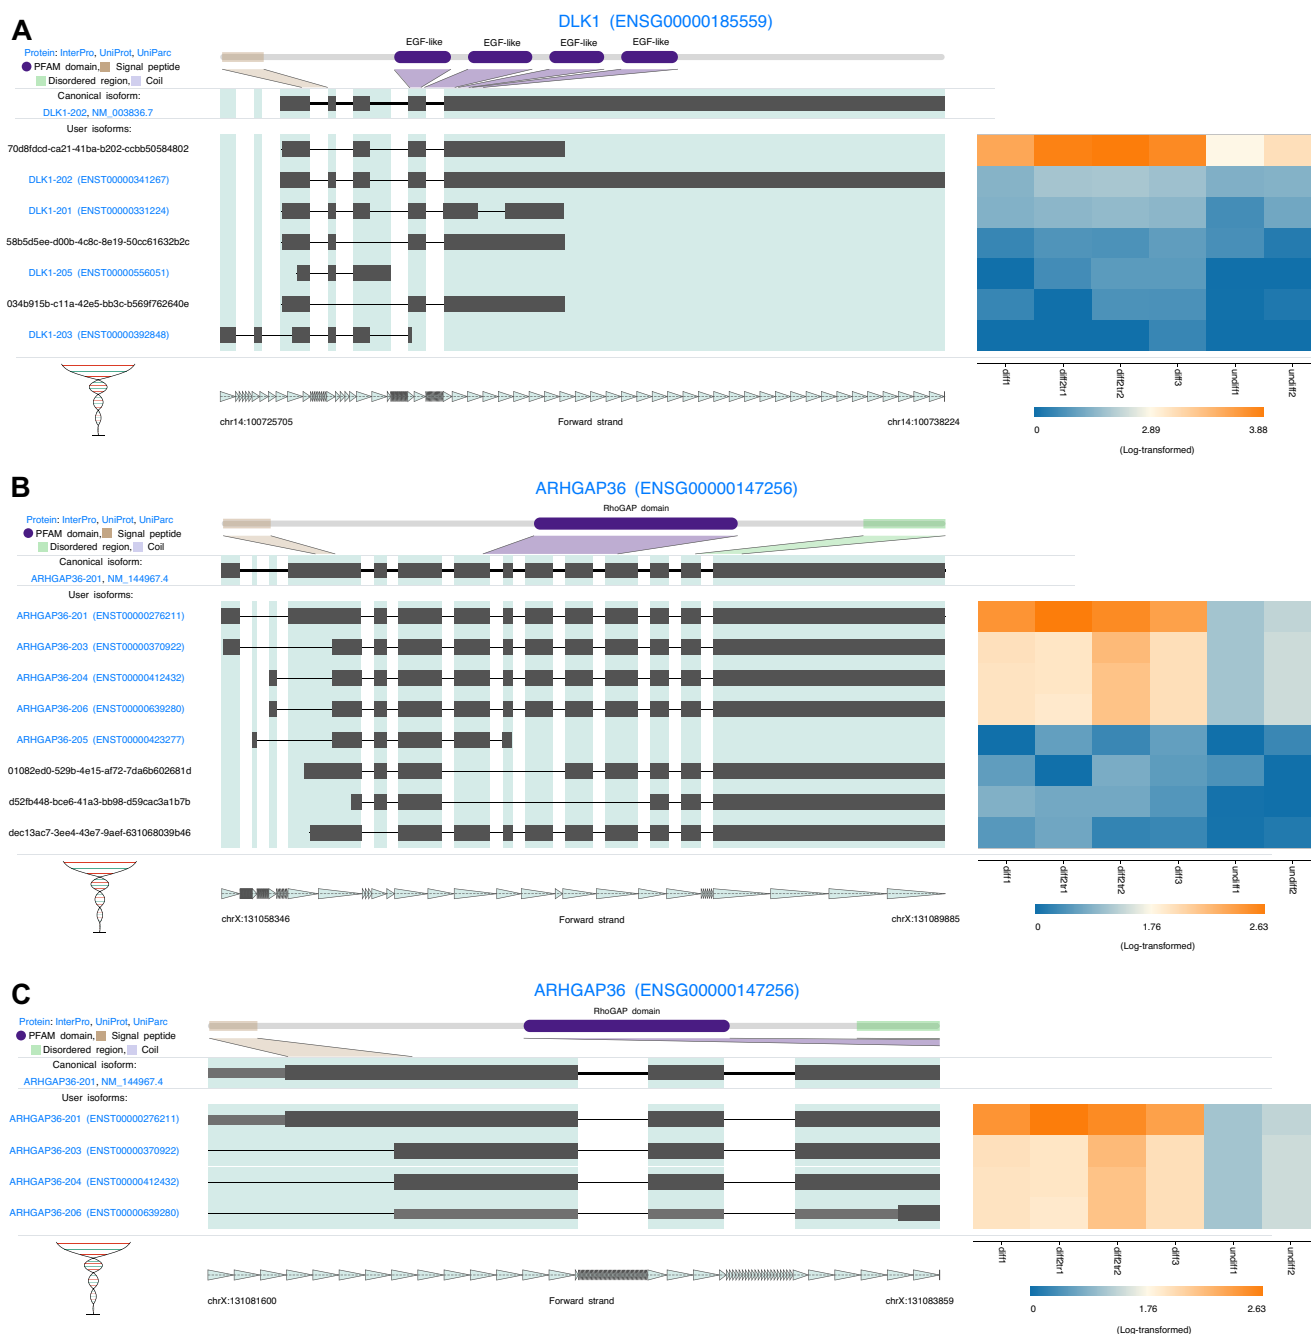 A
DLK1 (ENSG00000185559)
Protein: InterPro, UniProt, UniParc
PFAM domain, Signal peptide
Disordered region, Coil
EGF-like EGF-like EGF-like EGF-like
Canonical isoform:
DLK1-202, NM_003836.7
User isoforms:
70d8fdcd-ca21-41ba-b202-ccbb50584802
DLK1-202 (ENST00000341267)
DLK1-201 (ENST00000331224)
58b5d5ee-d00b-4c8c-8e19-50cc61632b2c
DLK1-205 (ENST00000556051)
034b915b-c11a-42e5-bb3c-b569f762640e
DLK1-203 (ENST00000392848)
diff1 diff2tr1 diff2tr2 diff3 undiff1 undiff2
chr14:100725705 Forward strand chr14:100738224
0 2.89 3.88
(Log-transformed)
B
ARHGAP36 (ENSG00000147256)
RhoGAP domain
Protein: InterPro, UniProt, UniParc
PFAM domain, Signal peptide
Disordered region, Coil
Canonical isoform:
ARHGAP36-201, NM_144967.4
User isoforms:
ARHGAP36-201 (ENST00000276211)
ARHGAP36-203 (ENST00000370922)
ARHGAP36-204 (ENST00000412432)
ARHGAP36-206 (ENST00000639280)
ARHGAP36-205 (ENST00000423277)
01082ed0-529b-4e15-af72-7da6b602681d
d52fb448-bce6-41a3-bb98-d59cac3a1b7b
dec13ac7-3ee4-43e7-9aef-631068039b46
diff1 diff2tr1 diff2tr2 diff3 undiff1 undiff2
chrX:131058346 Forward strand chrX:131089885
0 1.76 2.63
(Log-transformed)
C
ARHGAP36 (ENSG00000147256)
RhoGAP domain
Protein: InterPro, UniProt, UniParc
PFAM domain, Signal peptide
Disordered region, Coil
Canonical isoform:
ARHGAP36-201, NM_144967.4
User isoforms:
ARHGAP36-201 (ENST00000276211)
ARHGAP36-203 (ENST00000370922)
ARHGAP36-204 (ENST00000412432)
ARHGAP36-206 (ENST00000639280)
diff1 diff2tr1 diff2tr2 diff3 undiff1 undiff2
chrX:131081600 Forward strand chrX:131083859
0 1.76 2.63
(Log-transformed)